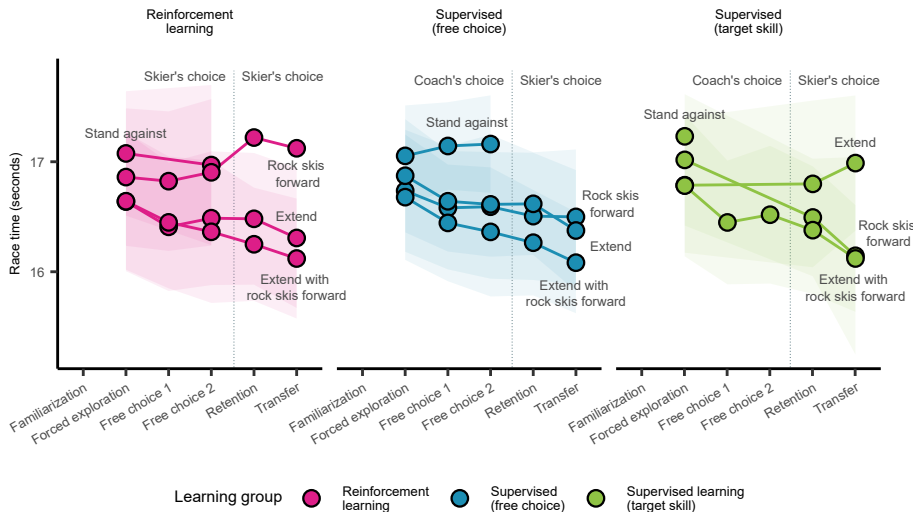 Reinforcement
learning
Supervised
(free choice)
Supervised
(target skill)
Race time (seconds)
17
16
Skier's choice
Skier's choice
Stand against
Rock skis
forward
Extend
Extend with
rock skis forward
Coach's choice
Skier's choice
Stand against
Rock skis
forward
Extend
Extend with
rock skis forward
Coach's choice
Skier's choice
Stand against
Extend
Rock skis
forward
Extend with
rock skis forward
Familiarization
Forced exploration
Free choice 1
Free choice 2
Retention
Transfer
Familiarization
Forced exploration
Free choice 1
Free choice 2
Retention
Transfer
Familiarization
Forced exploration
Free choice 1
Free choice 2
Retention
Transfer
Learning group
Reinforcement
learning
Supervised
(free choice)
Supervised learning
(target skill)